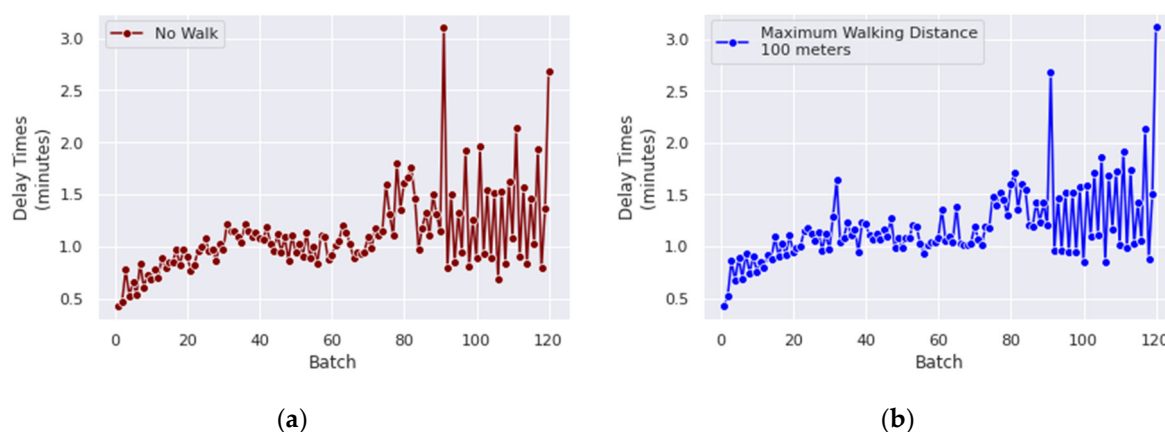 No Walk
3.0
2.5
2.0
1.5
1.0
0.5
Delay Times
(minutes)
0 20 40 60 80 100 120
Batch
(a)
Maximum Walking Distance
100 meters
3.0
2.5
2.0
1.5
1.0
0.5
Delay Times
(minutes)
0 20 40 60 80 100 120
Batch
(b)